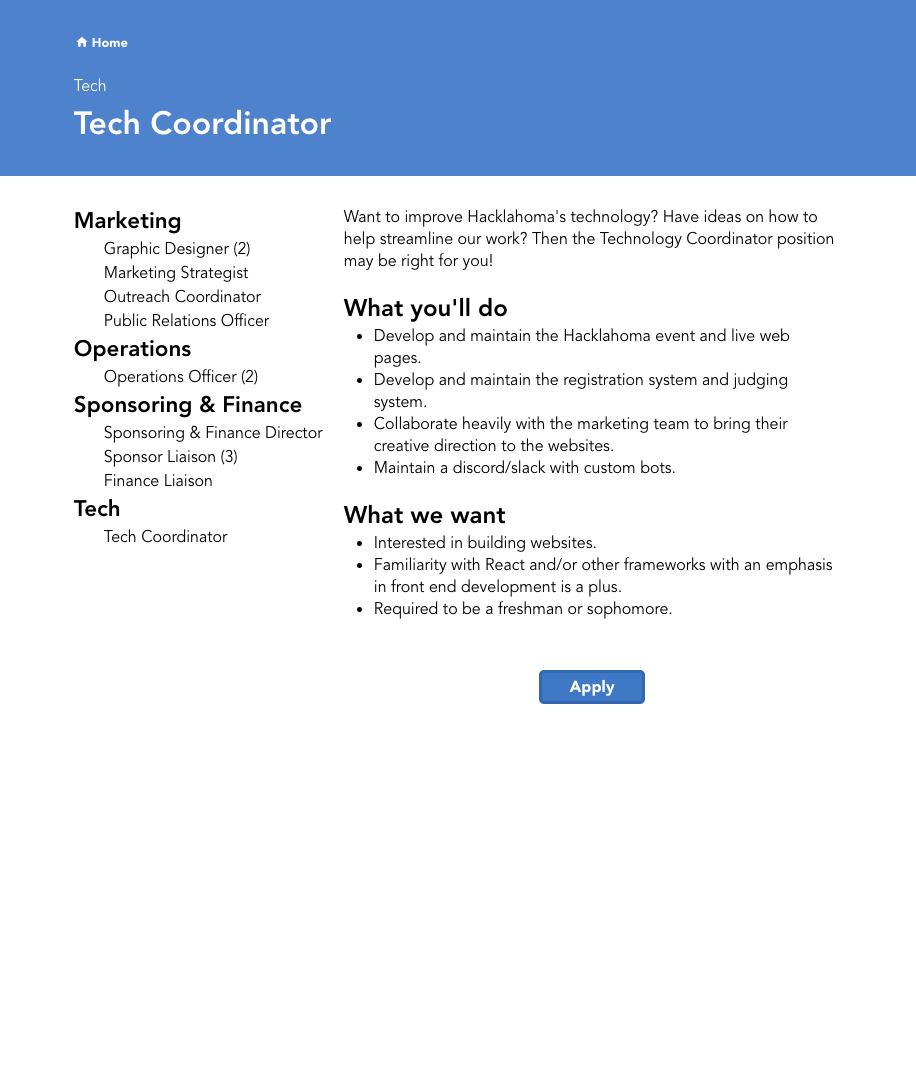 Home
Tech
Tech Coordinator
Marketing
Graphic Designer (2)
Marketing Strategist
Outreach Coordinator
Public Relations Officer
Operations
Operations Officer (2)
Sponsoring & Finance
Sponsoring & Finance Director
Sponsor Liaison (3)
Finance Liaison
Tech
Tech Coordinator
Want to improve Hacklahoma's technology? Have ideas on how to
help streamline our work? Then the Technology Coordinator position
may be right for you!
What you'll do
• Develop and maintain the Hacklahoma event and live web
pages.
• Develop and maintain the registration system and judging
system.
• Collaborate heavily with the marketing team to bring their
creative direction to the websites.
• Maintain a discord/slack with custom bots.
What we want
• Interested in building websites.
• Familiarity with React and/or other frameworks with an emphasis
in front end development is a plus.
• Required to be a freshman or sophomore.
Apply